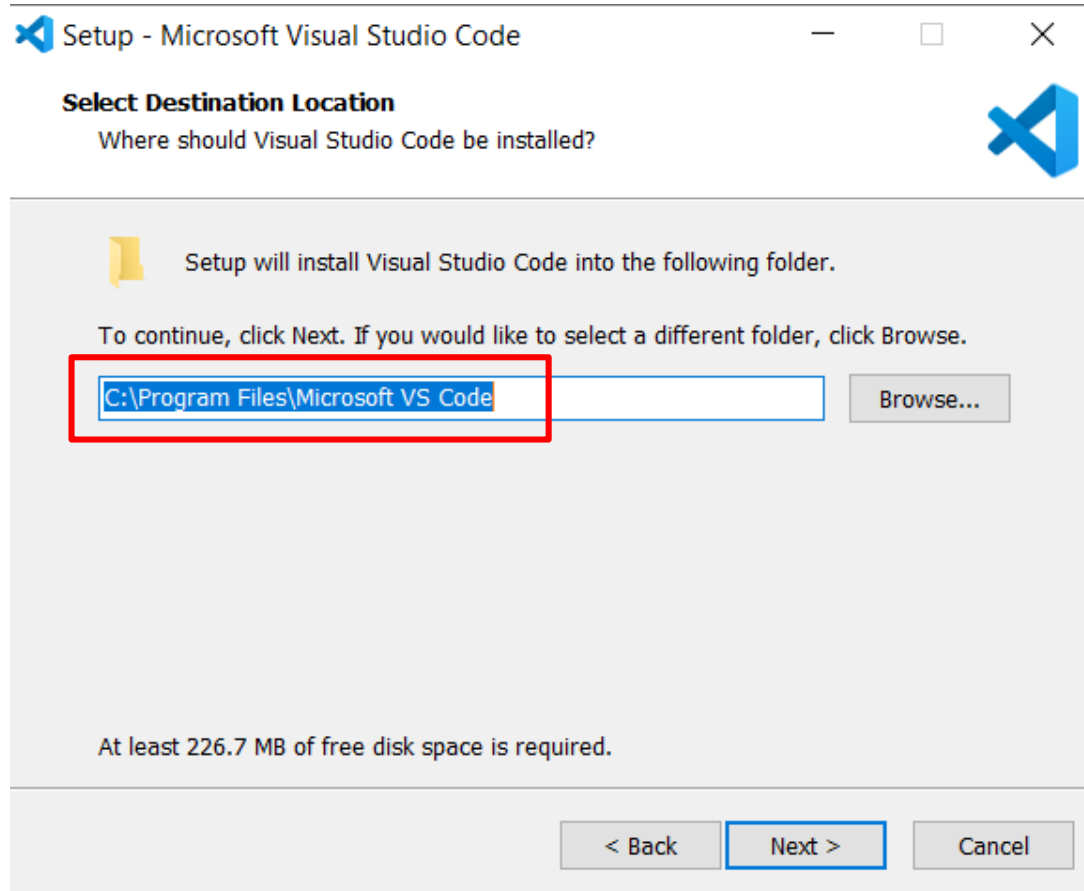 Setup - Microsoft Visual Studio Code
Select Destination Location
Where should Visual Studio Code be installed?
Setup will install Visual Studio Code into the following folder.
To continue, click Next. If you would like to select a different folder, click Browse.
C:\Program Files\Microsoft VS Code
Browse...
At least 226.7 MB of free disk space is required.
< Back
Next >
Cancel